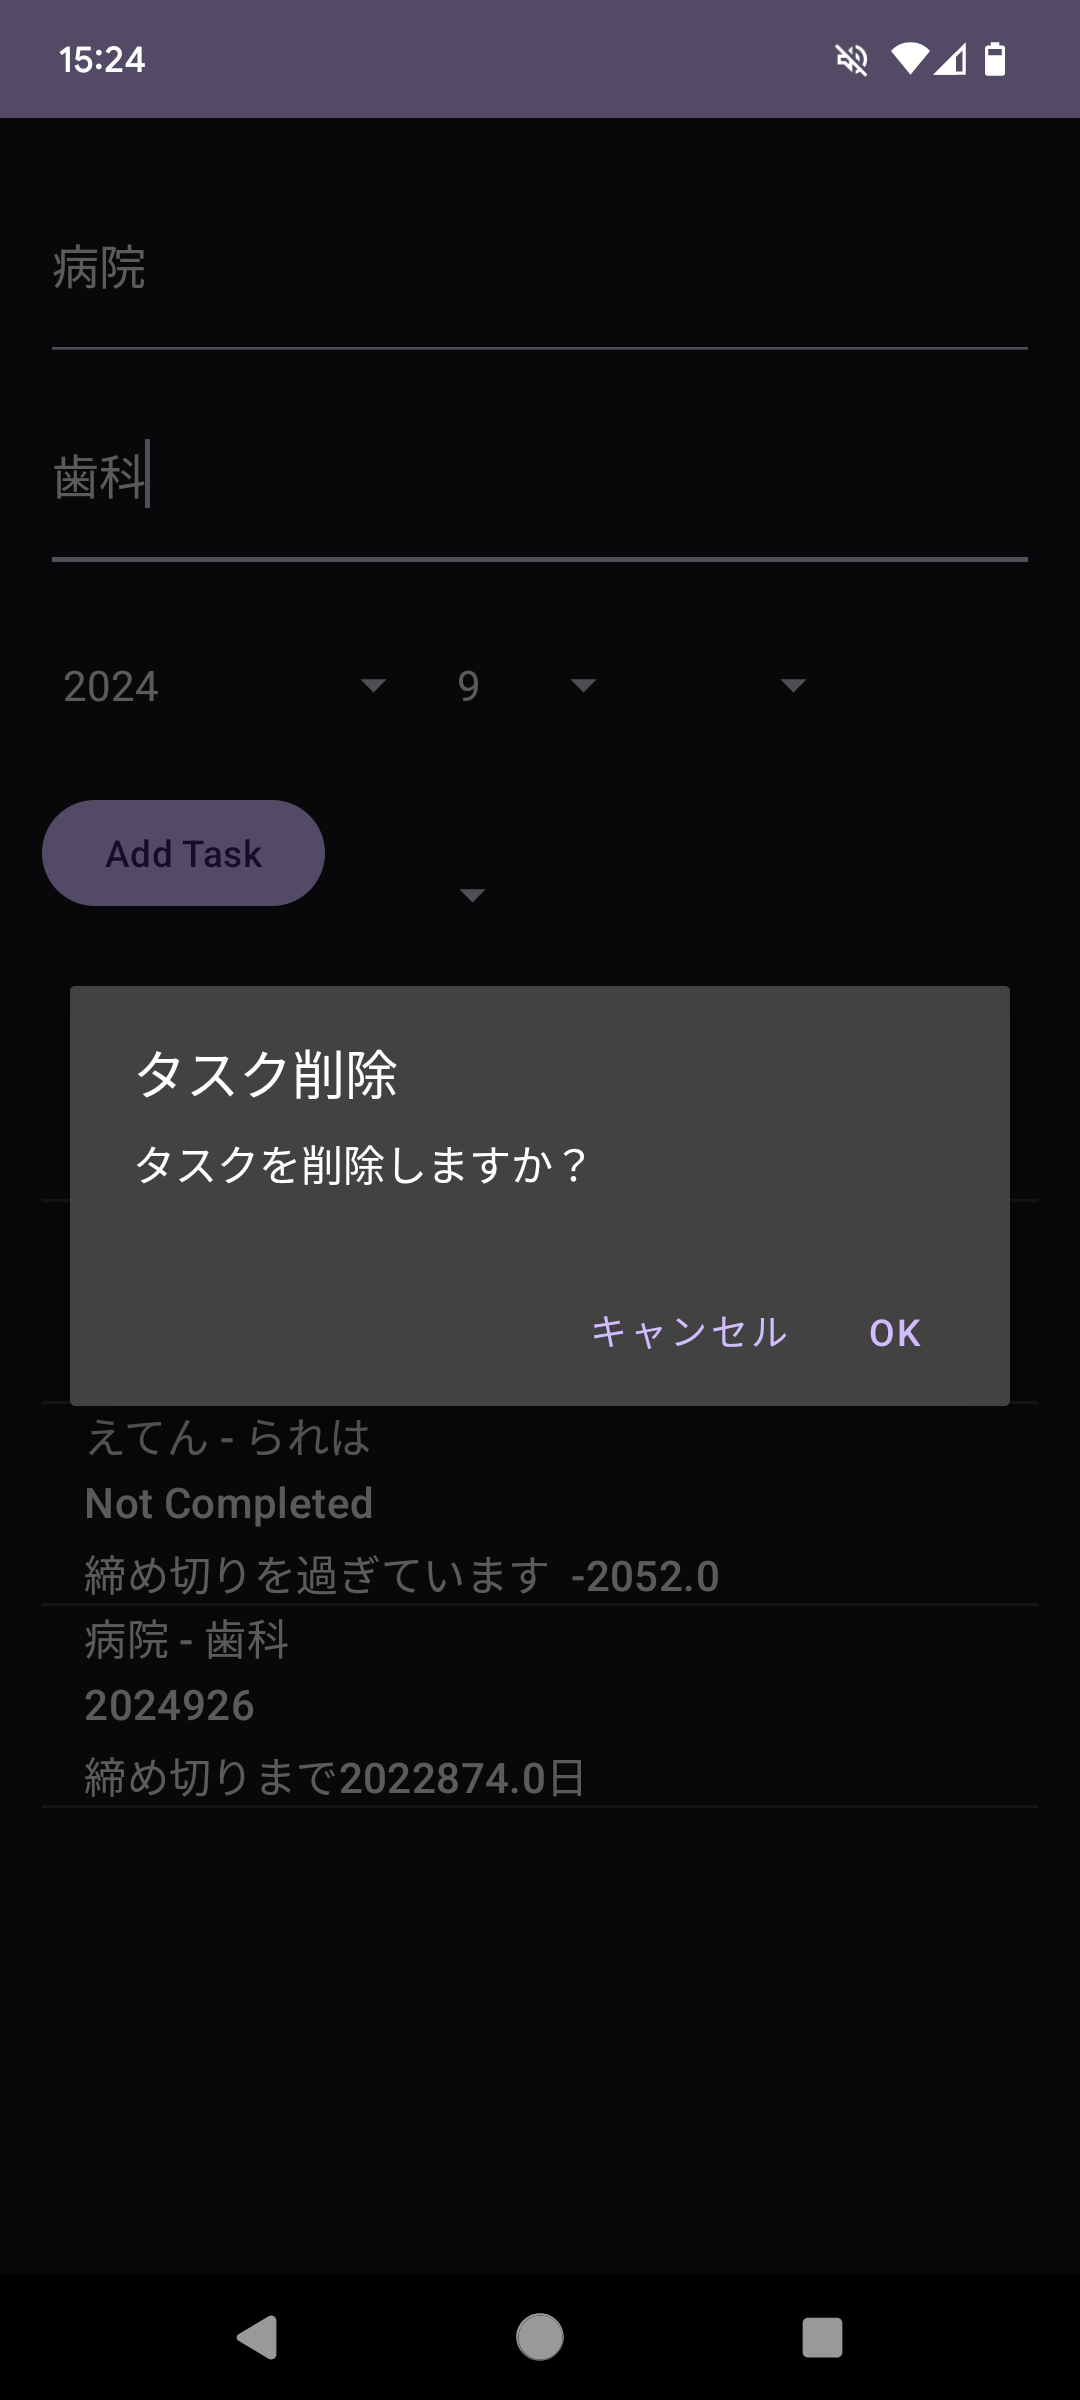 15:24
病院
歯科
2024 9
Add Task
タスク削除
タスクを削除しますか？
キャンセル OK
えてん - られは
Not Completed
締め切りを過ぎています -2052.0
病院 - 歯科
2024926
締め切りまで2022874.0日